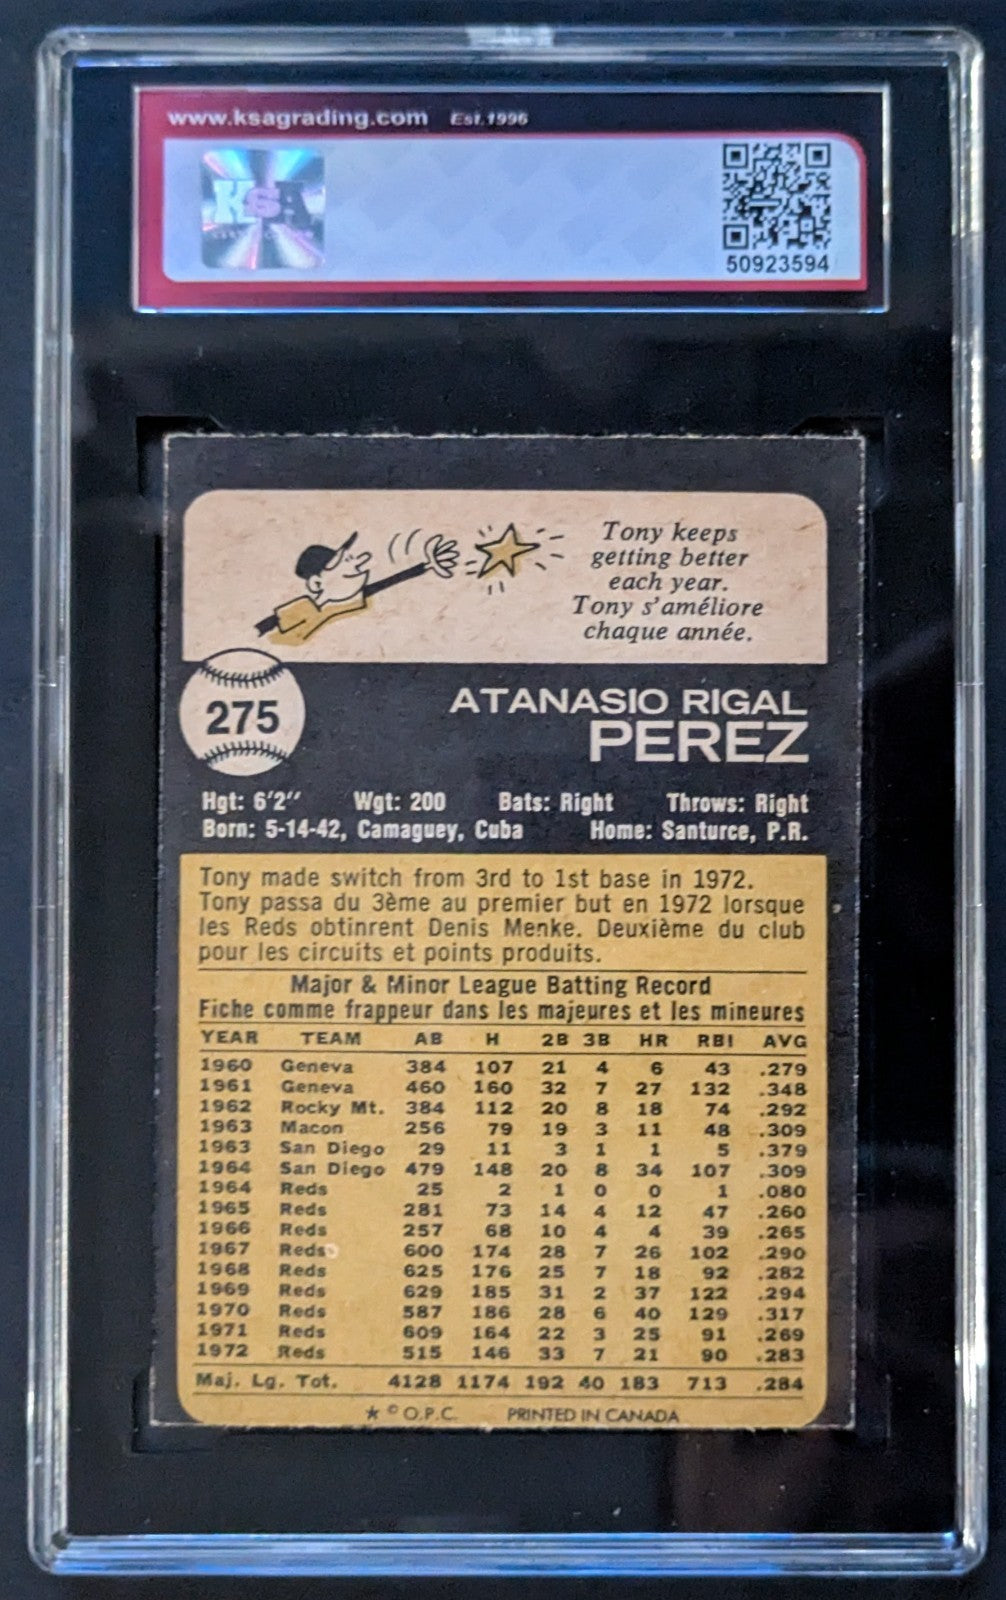 www.ksagrading.com Est.1996
KSA
50923594
Tony keeps
getting better
each year.
Tony s'améliore
chaque année.
275
ATANASIO RIGAL
PEREZ
Hgt: 6'2" Wgt: 200 Bats: Right Throws: Right
Born: 5-14-42, Camaguey, Cuba Home: Santurce, P.R.
Tony made switch from 3rd to 1st base in 1972.
Tony passa du 3ème au premier but en 1972 lorsque
les Reds obtinrent Denis Menke. Deuxième du club
pour les circuits et points produits.
Major & Minor League Batting Record
Fiche comme frappeur dans les majeures et les mineures
YEAR TEAM AB H 2B 3B HR RBI AVG
1960 Geneva 384 107 21 4 6 43 .279
1961 Geneva 460 160 32 7 27 132 .348
1962 Rocky Mt. 384 112 20 8 18 74 .292
1963 Macon 256 79 19 3 11 48 .309
1963 San Diego 29 11 3 1 1 5 .379
1964 San Diego 479 148 20 8 34 107 .309
1964 Reds 25 2 1 0 0 1 .080
1965 Reds 281 73 14 4 12 47 .260
1966 Reds 257 68 10 4 4 39 .265
1967 Reds 600 174 28 7 26 102 .290
1968 Reds 625 176 25 7 18 92 .282
1969 Reds 629 185 31 2 37 122 .294
1970 Reds 587 186 28 6 40 129 .317
1971 Reds 609 164 22 3 25 91 .269
1972 Reds 515 146 33 7 21 90 .283
Maj. Lg. Tot. 4128 1174 192 40 183 713 .284
★ © O.P.C. PRINTED IN CANADA